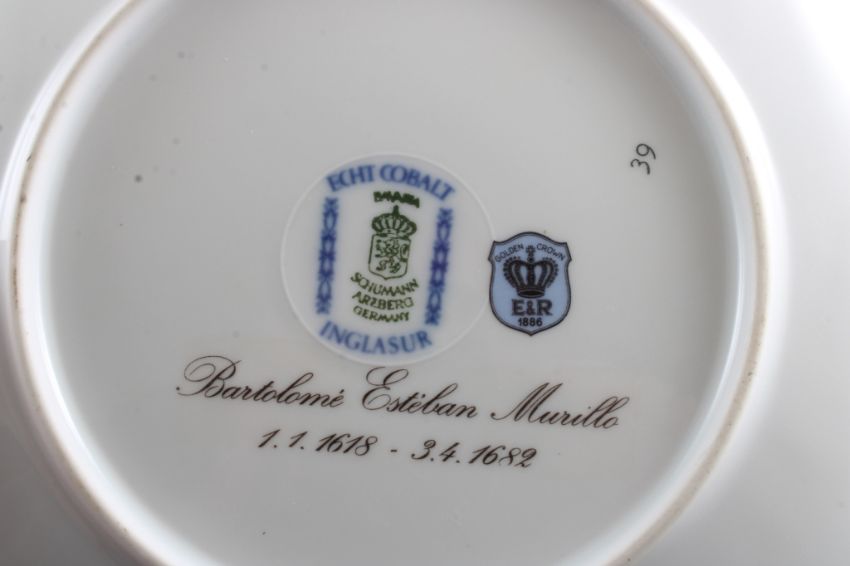 ECHT COBALT
BAVARIA
SCHUMANN
ARZBERG
GERMANY
INGLASUR
GOLDEN CROWN
E&R
1886
39
Bartolomé Estéban Murillo
1.1.1618 - 3.4.1682